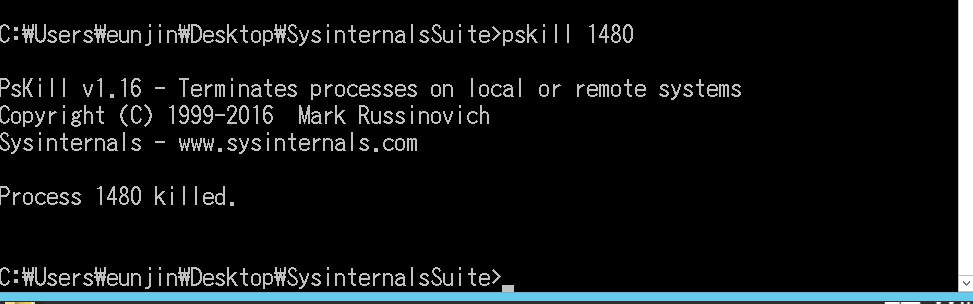 C:₩Users₩eunjin₩Desktop₩SysinternalsSuite>pskill 1480
PsKill v1.16 - Terminates processes on local or remote systems
Copyright (C) 1999-2016  Mark Russinovich
Sysinternals - www.sysinternals.com
Process 1480 killed.
C:₩Users₩eunjin₩Desktop₩SysinternalsSuite>